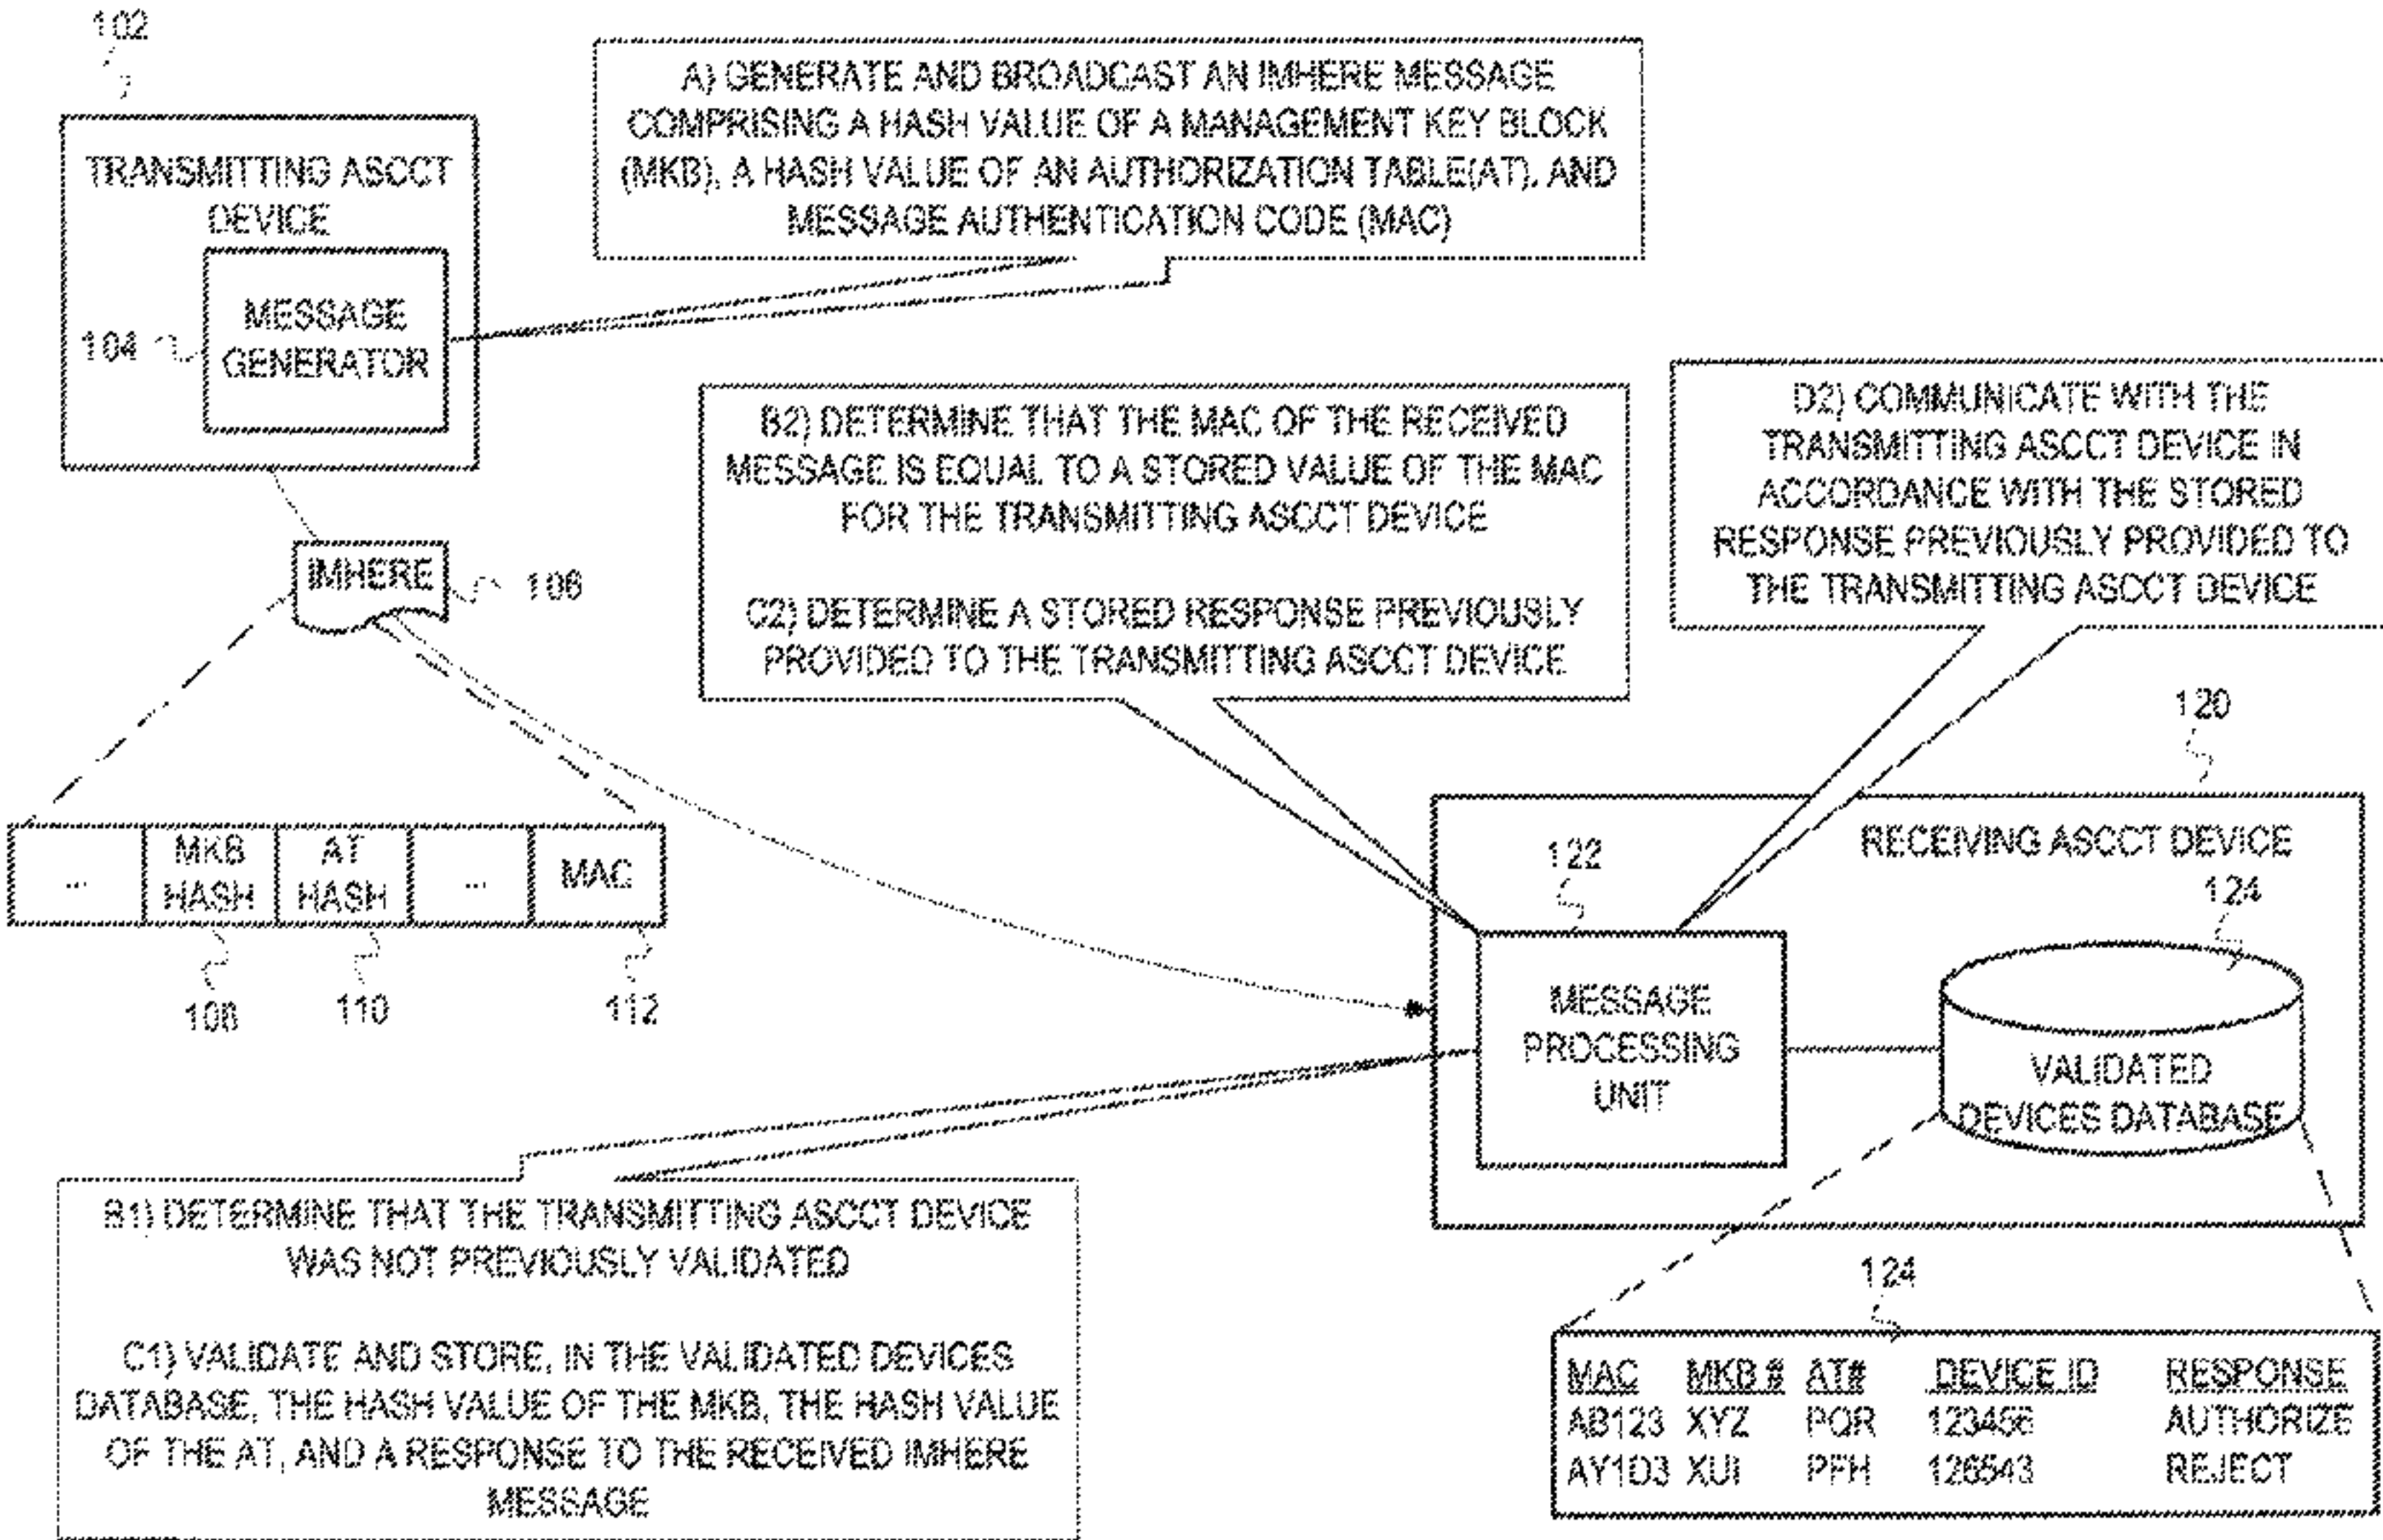 102
TRANSMITTING ASCCT
DEVICE
MESSAGE
GENERATOR
104
A) GENERATE AND BROADCAST AN IMHERE MESSAGE
COMPRISING A HASH VALUE OF A MANAGEMENT KEY BLOCK
(MKB), A HASH VALUE OF AN AUTHORIZATION TABLE(AT), AND
MESSAGE AUTHENTICATION CODE (MAC)
B2) DETERMINE THAT THE MAC OF THE RECEIVED
MESSAGE IS EQUAL TO A STORED VALUE OF THE MAC
FOR THE TRANSMITTING ASCCT DEVICE
C2) DETERMINE A STORED RESPONSE PREVIOUSLY
PROVIDED TO THE TRANSMITTING ASCCT DEVICE
D2) COMMUNICATE WITH THE
TRANSMITTING ASCCT DEVICE IN
ACCORDANCE WITH THE STORED
RESPONSE PREVIOUSLY PROVIDED TO
THE TRANSMITTING ASCCT DEVICE
IMHERE
106
... MKB HASH AT HASH ... MAC
108 110 112
120
RECEIVING ASCCT DEVICE
122
124
MESSAGE
PROCESSING
UNIT
VALIDATED
DEVICES DATABASE
B1) DETERMINE THAT THE TRANSMITTING ASCCT DEVICE
WAS NOT PREVIOUSLY VALIDATED
C1) VALIDATE AND STORE, IN THE VALIDATED DEVICES
DATABASE, THE HASH VALUE OF THE MKB, THE HASH VALUE
OF THE AT, AND A RESPONSE TO THE RECEIVED IMHERE
MESSAGE
124
MAC MKB # AT# DEVICE ID RESPONSE
AB123 XYZ PQR 123456 AUTHORIZE
AY1D3 XUI PFH 126543 REJECT